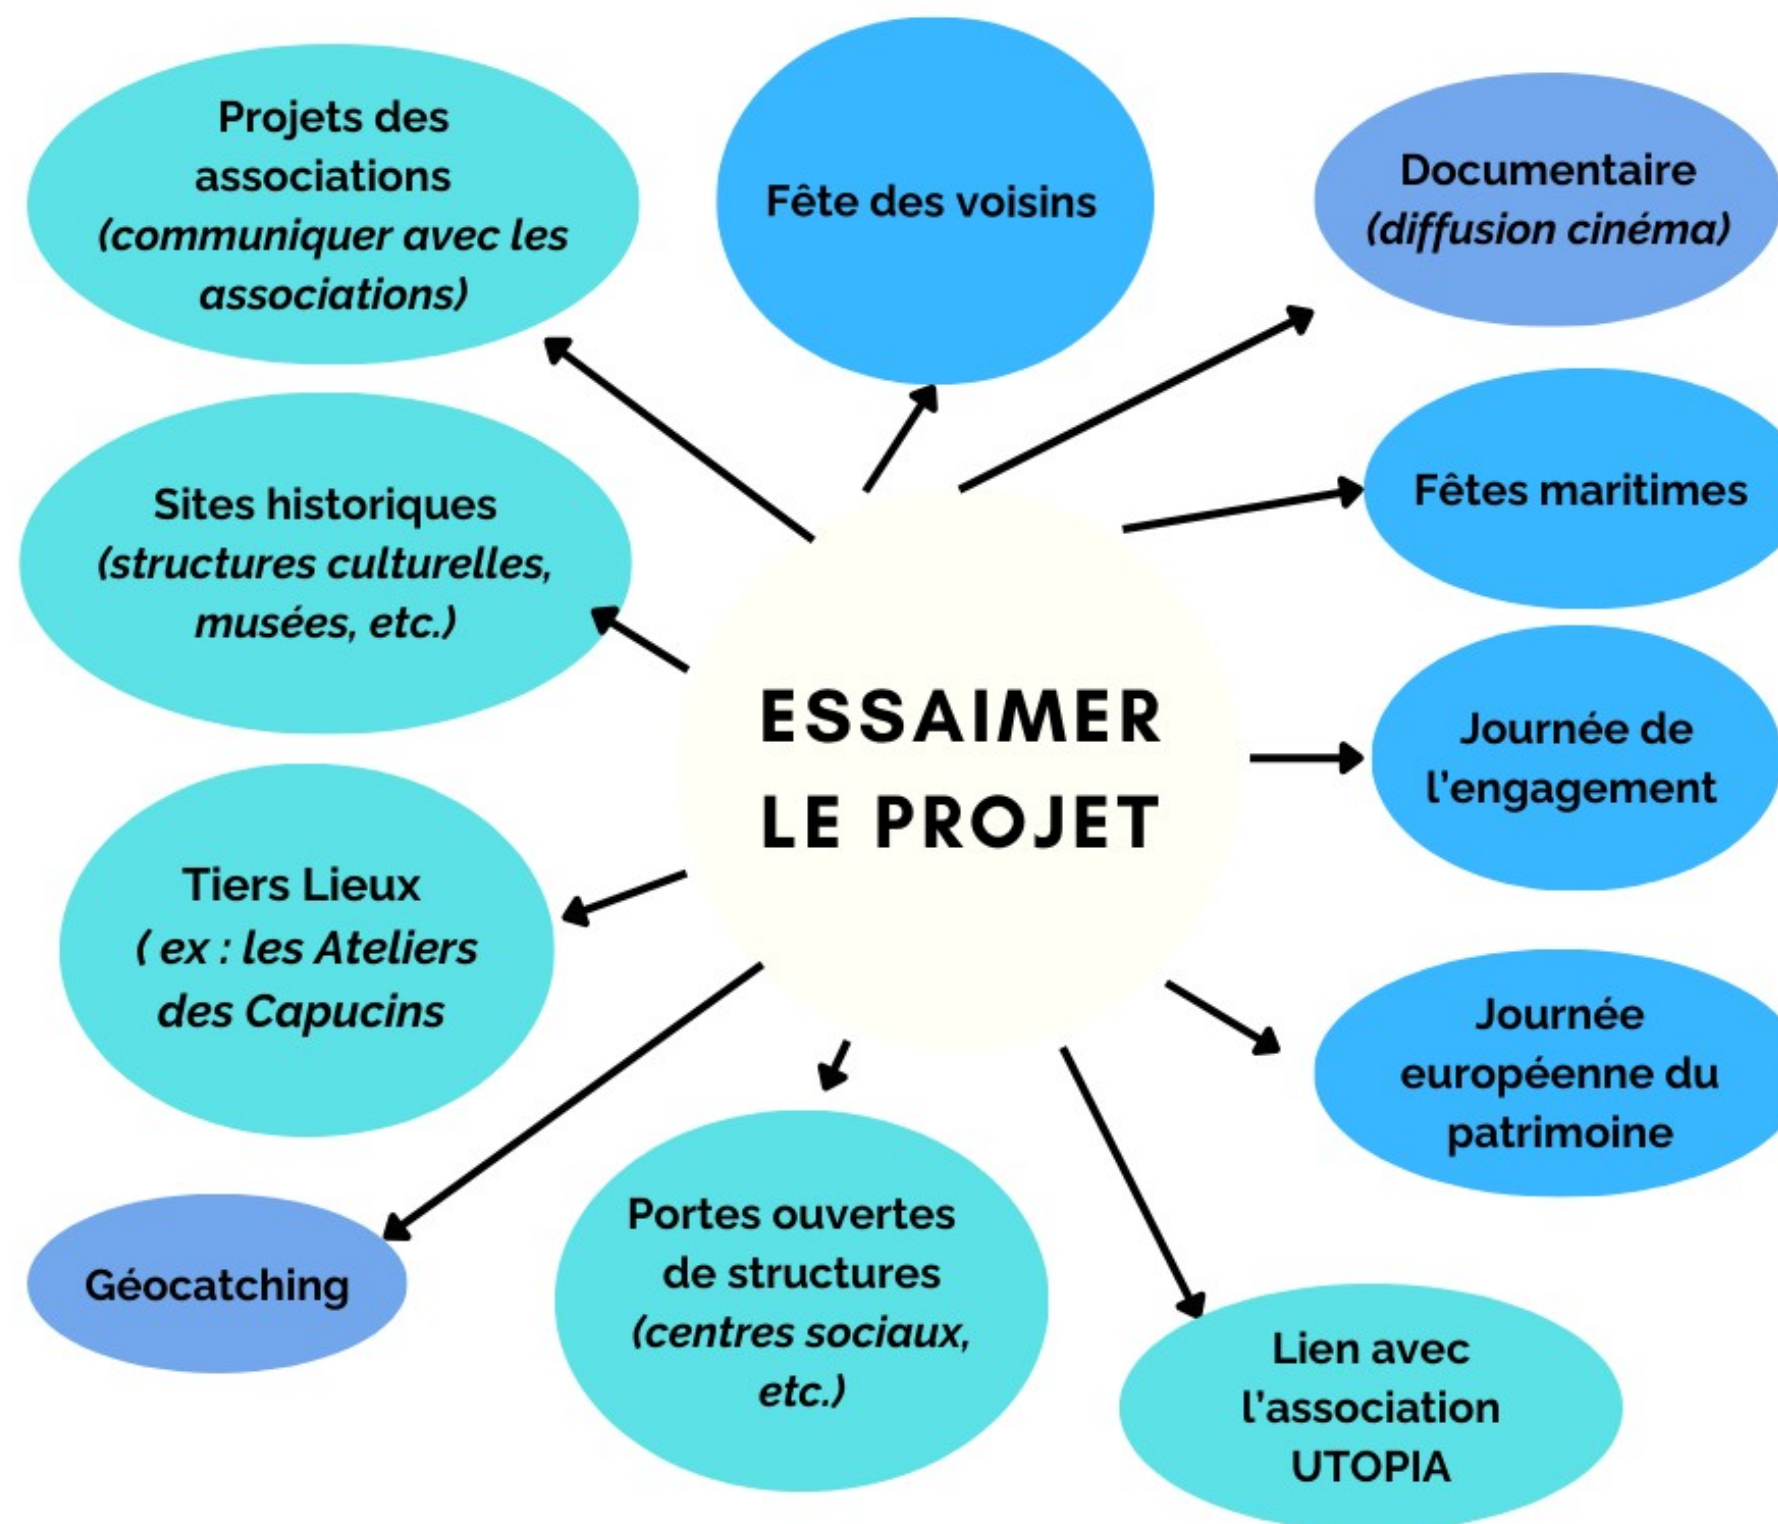 Projets des
associations
(communiquer avec les
associations)
Fête des voisins
Documentaire
(diffusion cinéma)
Sites historiques
(structures culturelles,
musées, etc.)
Fêtes maritimes
ESSAIMER
LE PROJET
Journée de
l'engagement
Tiers Lieux
( ex : les Ateliers
des Capucins
Journée
européenne du
patrimoine
Géocatching
Portes ouvertes
de structures
(centres sociaux,
etc.)
Lien avec
l'association
UTOPIA